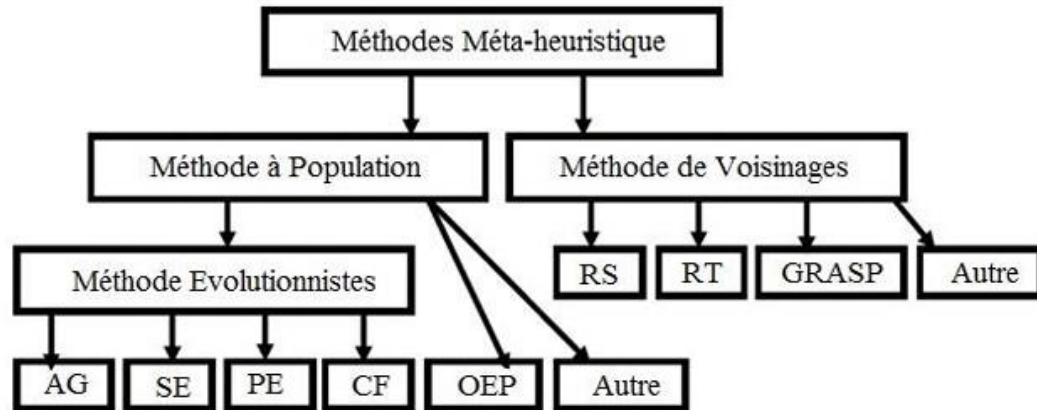 Méthodes Méta-heuristique
Méthode à Population
Méthode de Voisinages
Méthode Evolutionnistes
RS
RT
GRASP
Autre
AG
SE
PE
CF
OEP
Autre